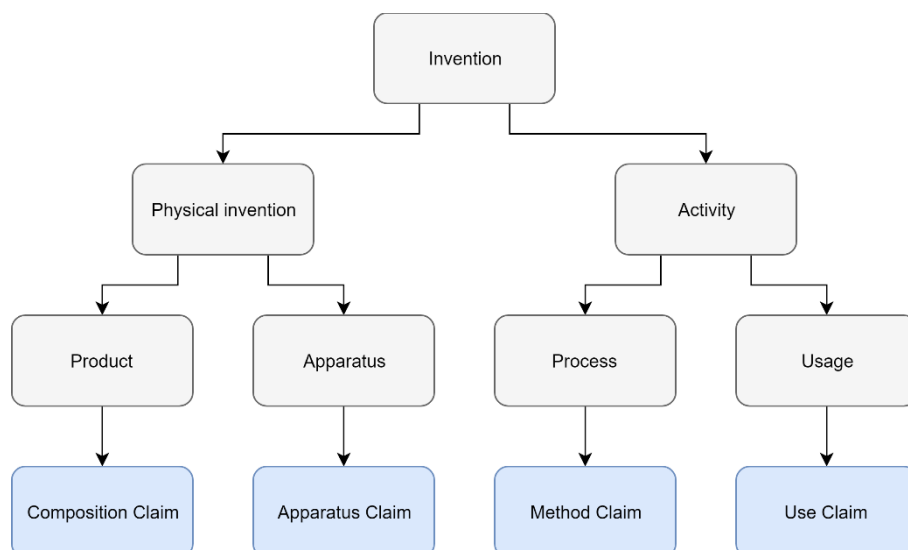 Invention
Physical invention
Activity
Product
Apparatus
Process
Usage
Composition Claim
Apparatus Claim
Method Claim
Use Claim